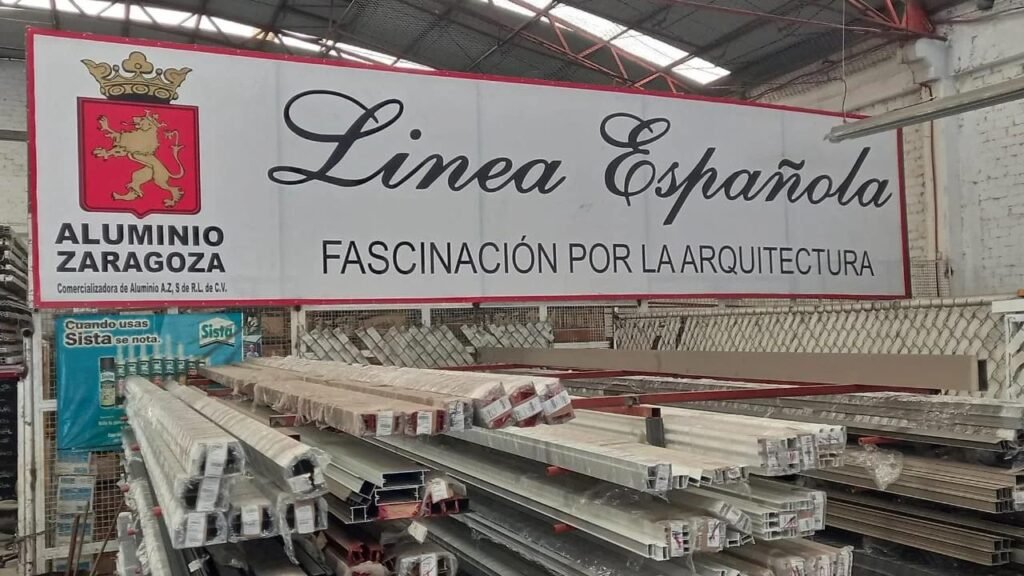 Linea Española
FASCINACIÓN POR LA ARQUITECTURA
ALUMINIO
ZARAGOZA
Comercializadora de Aluminio A.Z, S de R.L. de C.V.
Cuando usas
Sista se nota.
Sista